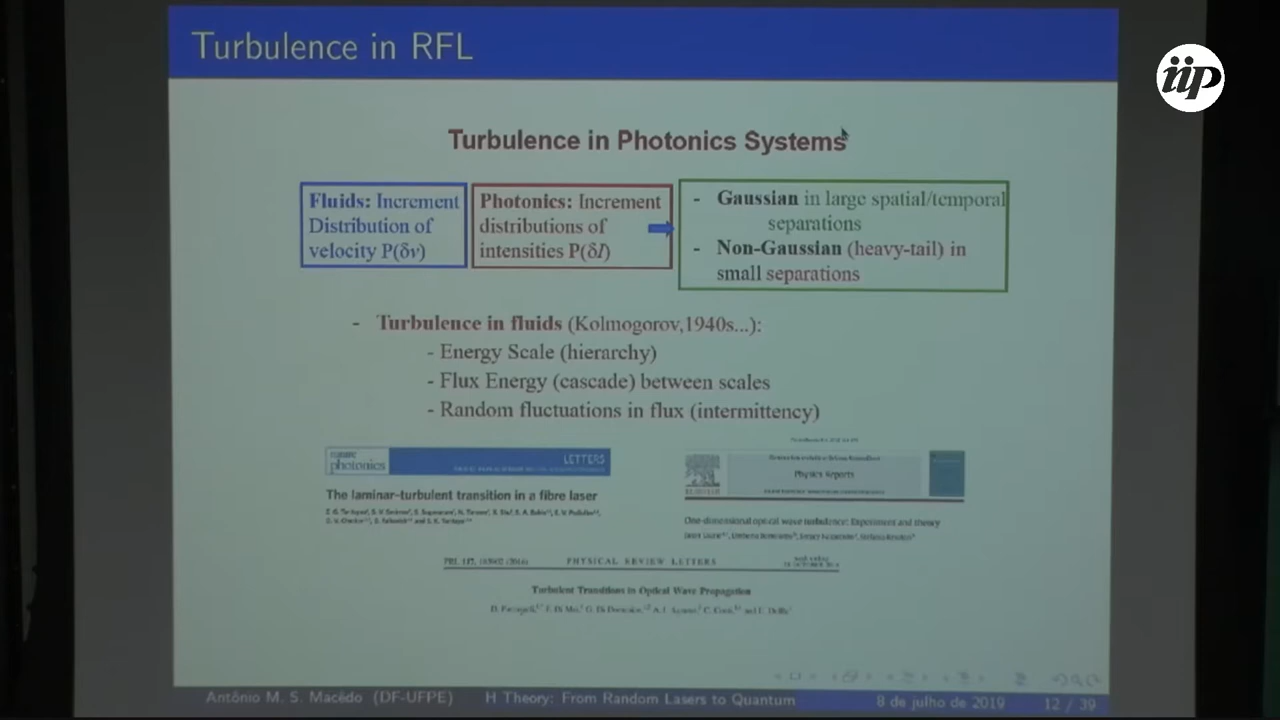 Turbulence in RFL
iip
Turbulence in Photonics Systems
Fluids: Increment
Distribution of
velocity P(δv)
Photonics: Increment
distributions of
intensities P(δI)
- Gaussian in large spatial/temporal
separations
- Non-Gaussian (heavy-tail) in
small separations
- Turbulence in fluids (Kolmogorov,1940s...):
- Energy Scale (hierarchy)
- Flux Energy (cascade) between scales
- Random fluctuations in flux (intermittency)
nature
photonics
LETTERS
The laminar-turbulent transition in a fibre laser
Physics Reports
ELSEVIER
One-dimensional optical wave turbulence: Experiment and theory
PHYSICAL REVIEW LETTERS
Turbulent Transitions in Optical Wave Propagation
Antônio M. S. Macêdo (DF-UFPE)
H Theory: From Random Lasers to Quantum
8 de julho de 2019
12 / 39